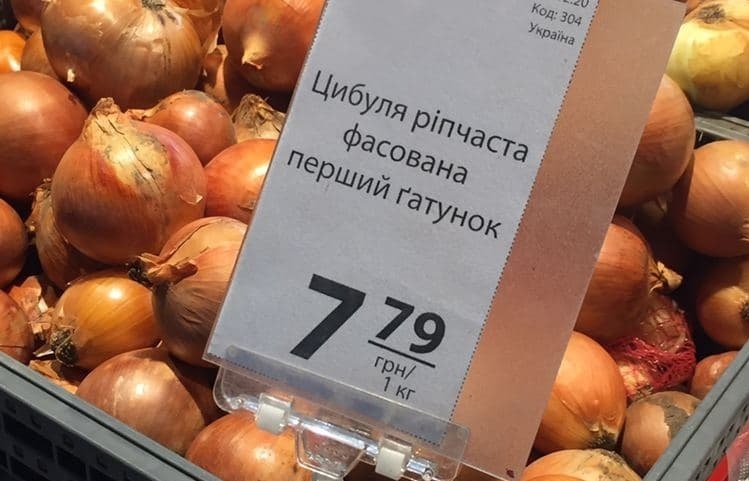 Код: 304
Україна
Цибуля ріпчаста
фасована
перший ґатунок
7 79
грн/
1 кг